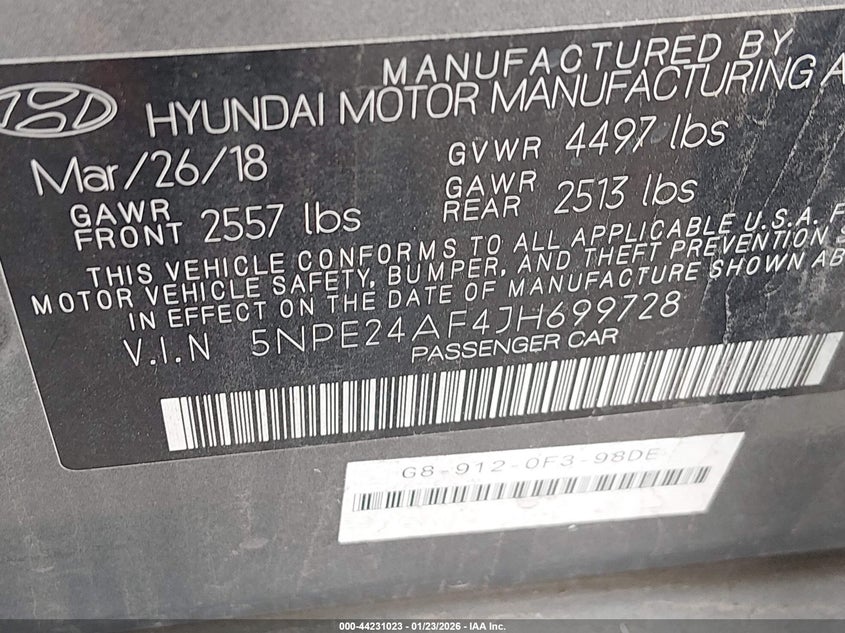 MANUFACTURED BY
HYUNDAI MOTOR MANUFACTURING A
Mar/26/18 GVWR 4497 lbs
GAWR FRONT 2557 lbs GAWR REAR 2513 lbs
THIS VEHICLE CONFORMS TO ALL APPLICABLE U.S.A. F
MOTOR VEHICLE SAFETY, BUMPER, AND THEFT PREVENTION S
IN EFFECT ON THE DATE OF MANUFACTURE SHOWN AB
V.I.N 5NPE24AF4JH699728
PASSENGER CAR
G8-912-0F3-98DE
000-44231023 | 01/23/2026 - IAA Inc.